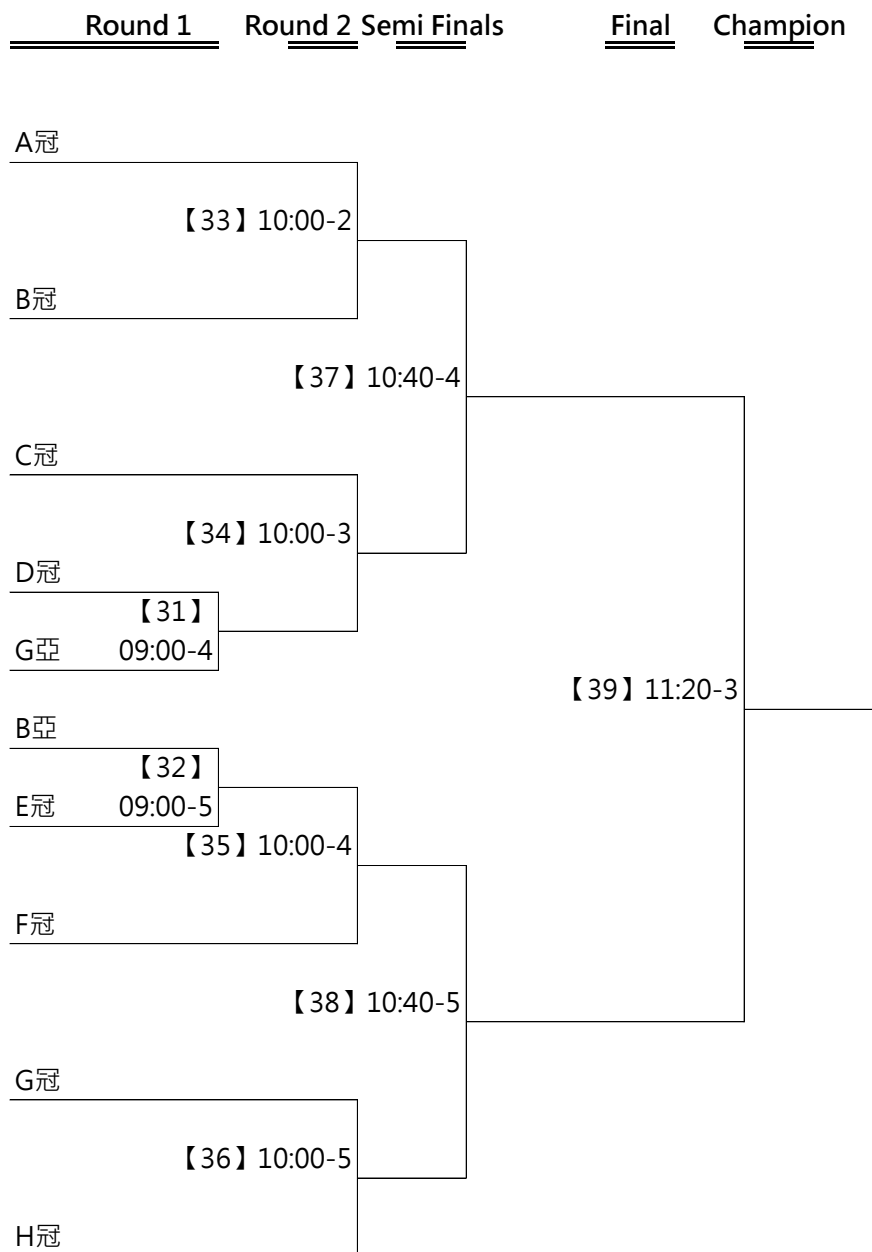 Round 1 Round 2 Semi Finals Final Champion
A冠
【33】10:00-2
B冠
【37】10:40-4
C冠
【34】10:00-3
D冠
【31】
G亞 09:00-4
【39】11:20-3
B亞
【32】
E冠 09:00-5
【35】10:00-4
F冠
【38】10:40-5
G冠
【36】10:00-5
H冠